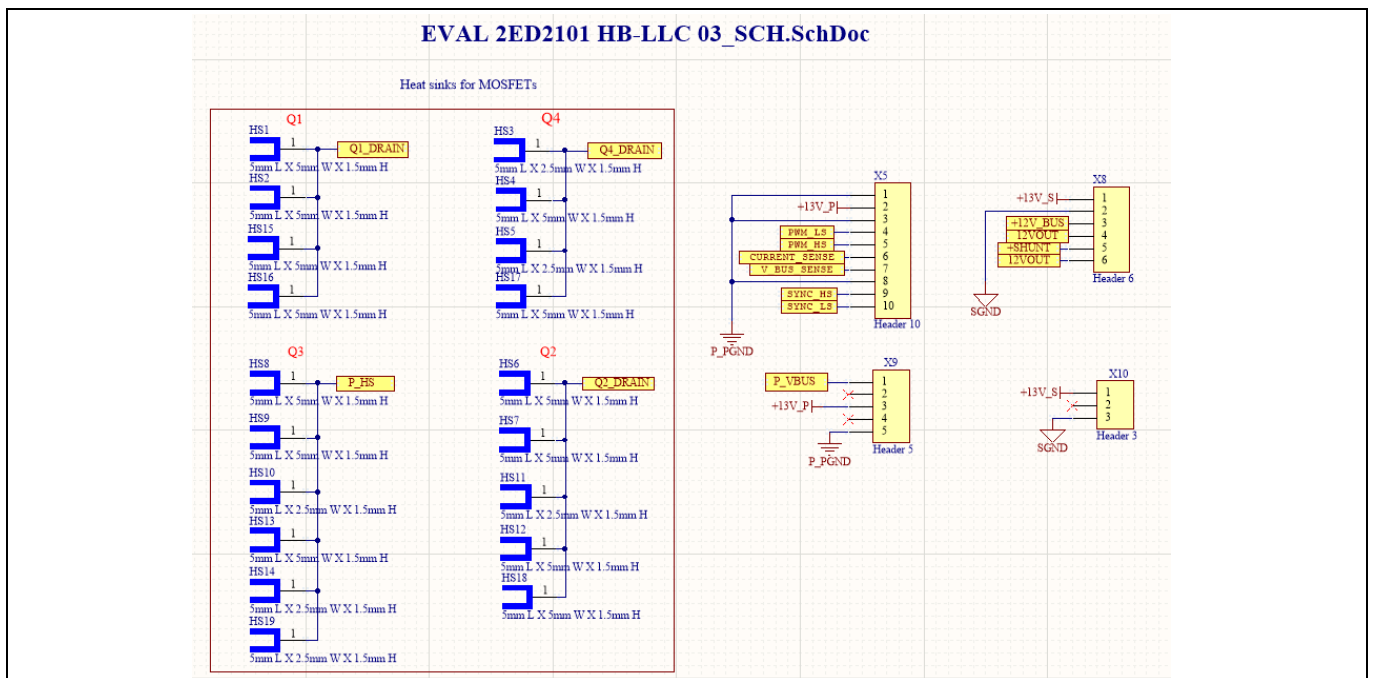 EVAL 2ED2101 HB-LLC 03_SCH.SchDoc
Heat sinks for MOSFETs
Q1
HS1
1
Q1_DRAIN
5mm L X 5mm W X 1.5mm H
HS2
1
5mm L X 5mm W X 1.5mm H
HS15
1
5mm L X 5mm W X 1.5mm H
HS16
1
5mm L X 5mm W X 1.5mm H
Q4
HS3
1
Q4_DRAIN
5mm L X 2.5mm W X 1.5mm H
HS4
1
5mm L X 5mm W X 1.5mm H
HS5
1
5mm L X 2.5mm W X 1.5mm H
HS17
1
5mm L X 5mm W X 1.5mm H
Q3
HS8
1
P_HS
5mm L X 5mm W X 1.5mm H
HS9
1
5mm L X 5mm W X 1.5mm H
HS10
1
5mm L X 2.5mm W X 1.5mm H
HS13
1
5mm L X 5mm W X 1.5mm H
HS14
1
5mm L X 2.5mm W X 1.5mm H
HS19
1
5mm L X 2.5mm W X 1.5mm H
Q2
HS6
1
Q2_DRAIN
5mm L X 5mm W X 1.5mm H
HS7
1
5mm L X 5mm W X 1.5mm H
HS11
1
5mm L X 2.5mm W X 1.5mm H
HS12
1
5mm L X 5mm W X 1.5mm H
HS18
1
5mm L X 5mm W X 1.5mm H
X5
1
+13V_P 2
3
PWM_LS 4
PWM_HS 5
CURRENT_SENSE 6
V_BUS_SENSE 7
8
SYNC_HS 9
SYNC_LS 10
Header 10
P_PGND
X8
+13V_S 1
2
+12V_BUS 3
12VOUT 4
+SHUNT 5
12VOUT 6
Header 6
SGND
X9
P_VBUS 1
2
+13V_P 3
4
5
Header 5
P_PGND
X10
+13V_S 1
2
3
Header 3
SGND